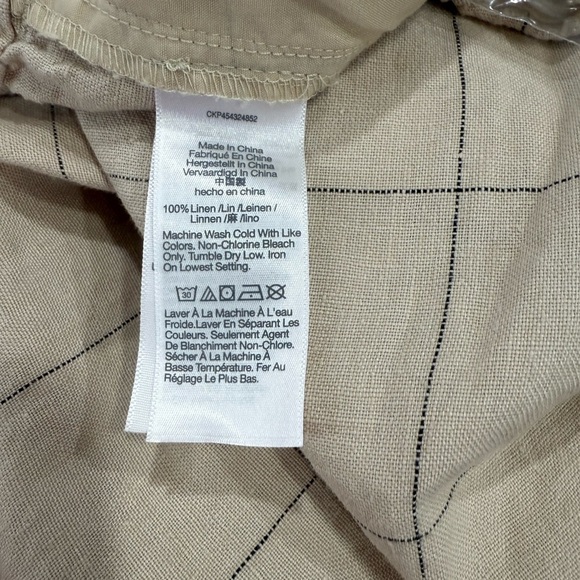 CKP454324852
Made in China
Fabriqué En Chine
Hergestellt In China
Vervaardigd In China
中国製
hecho en china
100% Linen /Lin /Leinen /
Linnen /麻 /lino
Machine Wash Cold With Like
Colors. Non-Chlorine Bleach
Only. Tumble Dry Low. Iron
On Lowest Setting.
30
Laver À La Machine À L'eau
Froide.Laver En Séparant Les
Couleurs. Seulement Agent
De Blanchiment Non-Chlore.
Sécher À La Machine À
Basse Température. Fer Au
Réglage Le Plus Bas.